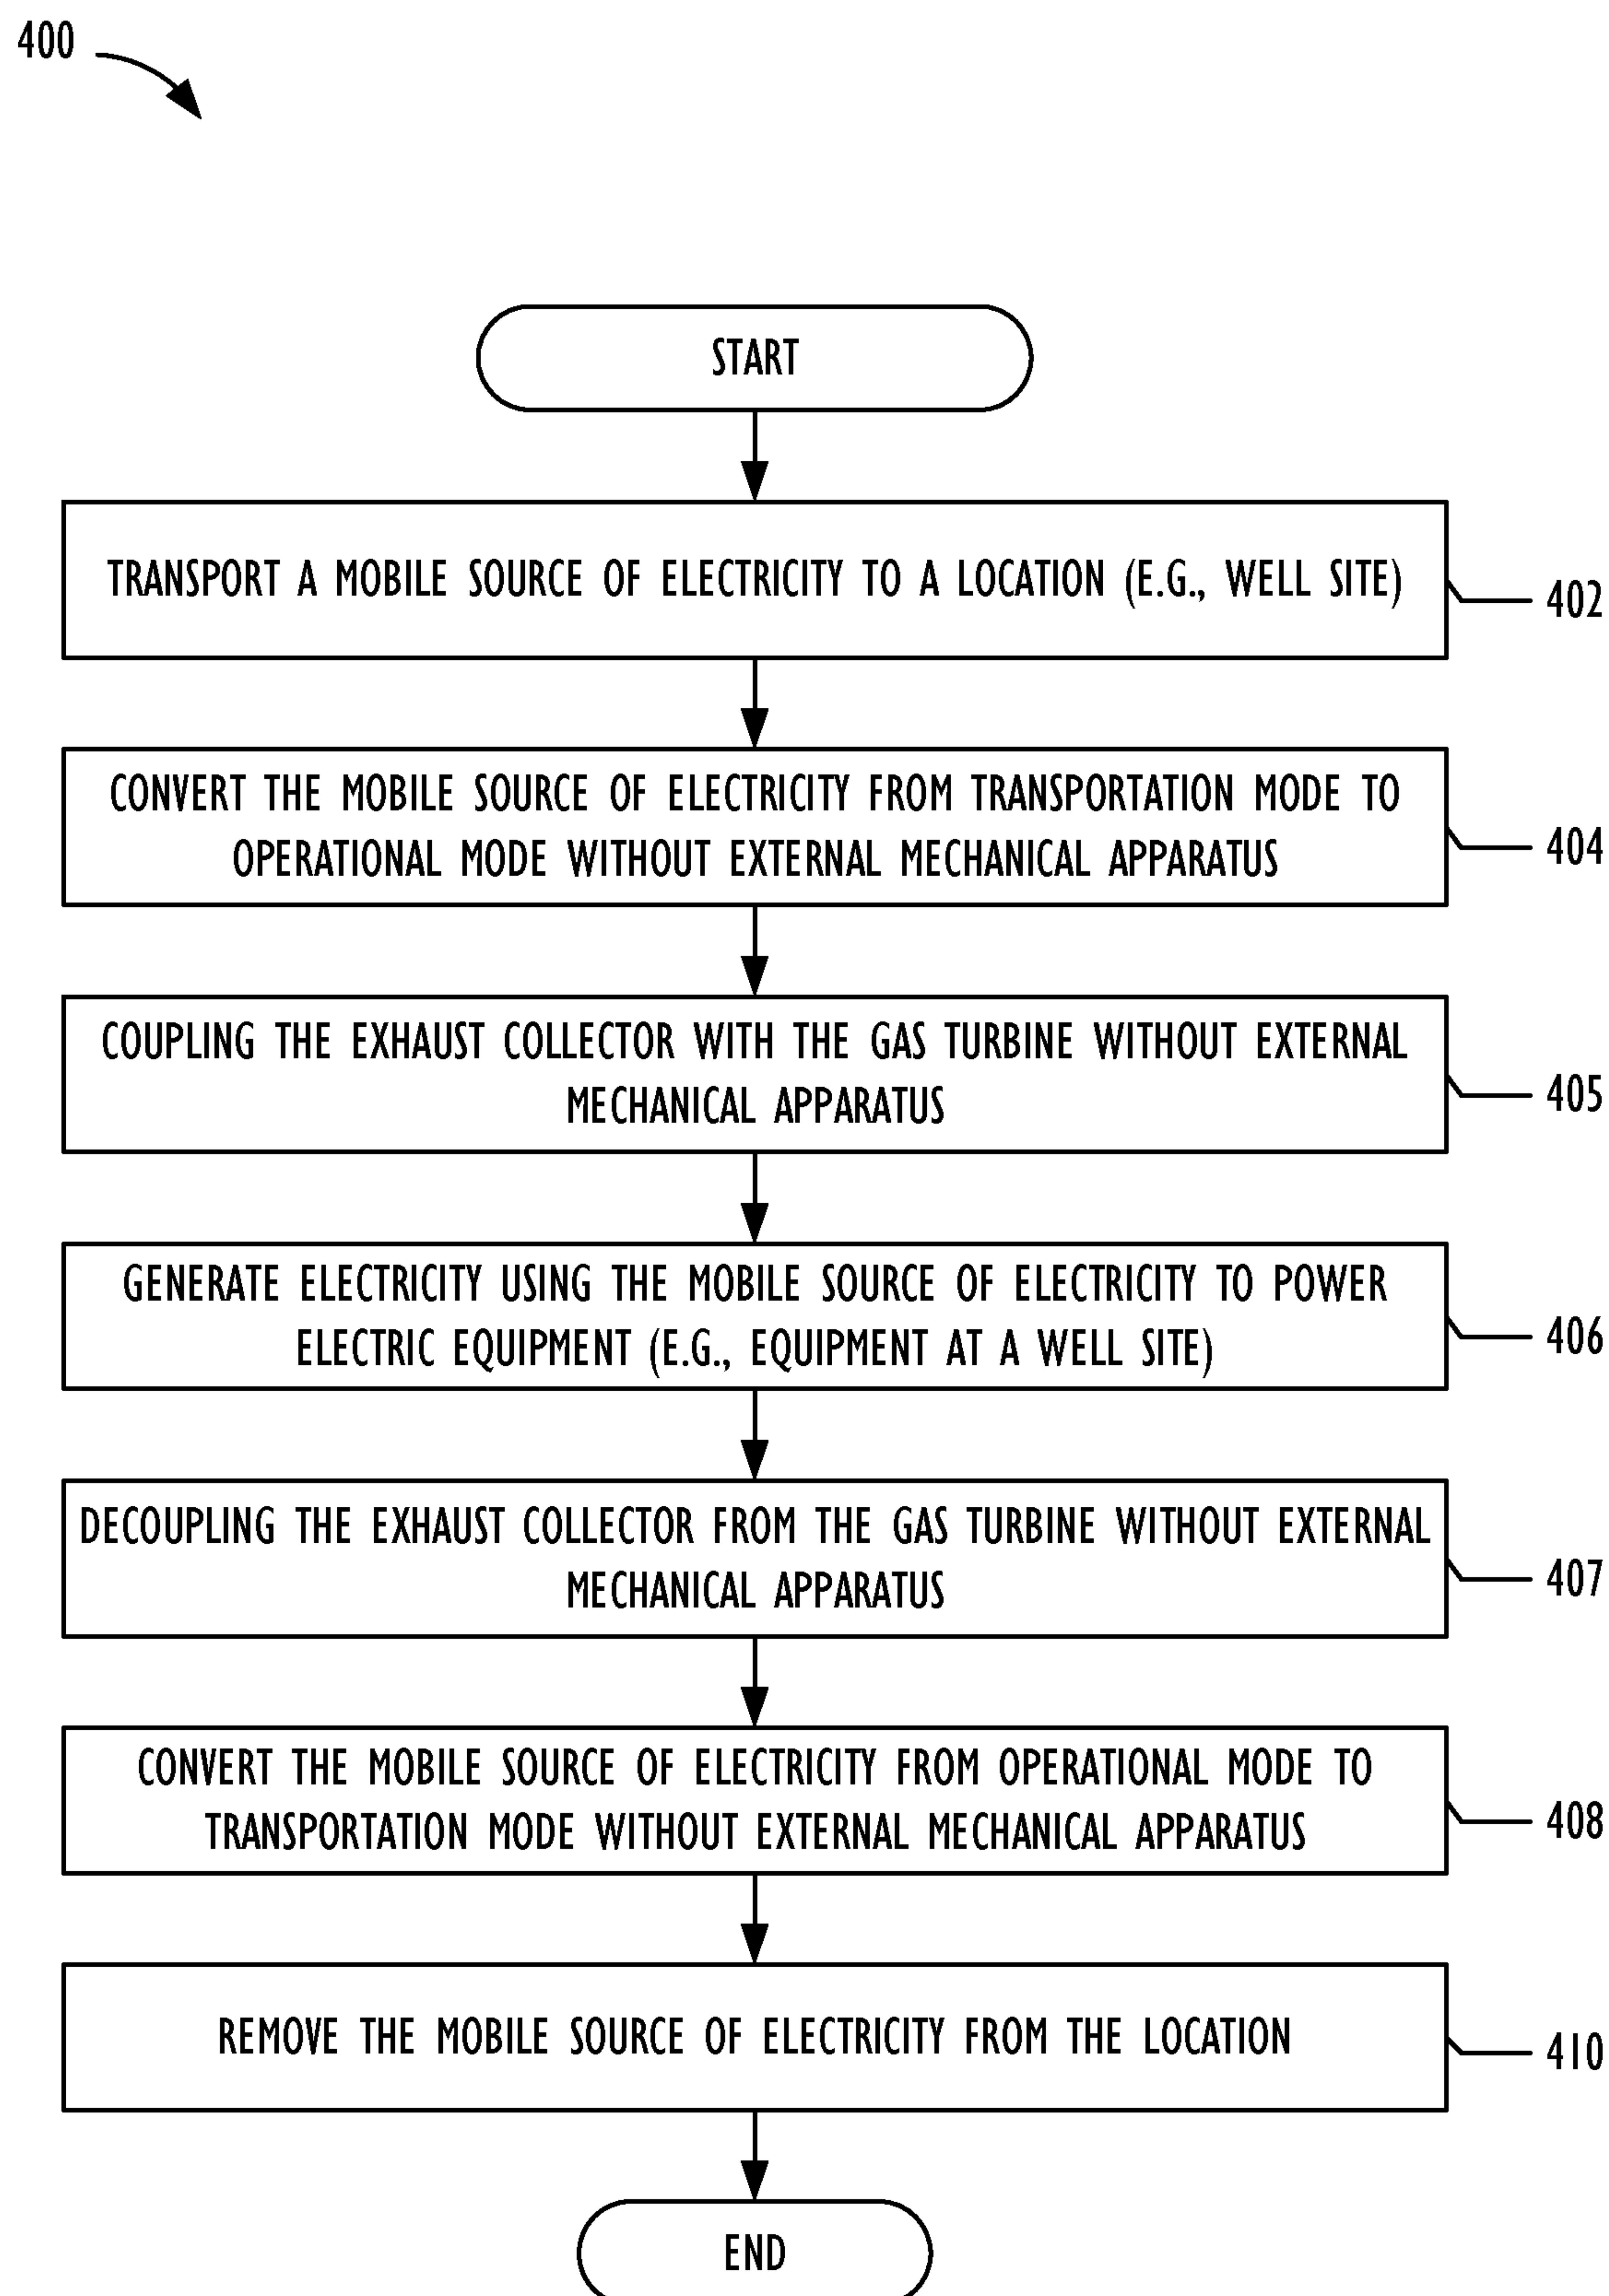 400
START
TRANSPORT A MOBILE SOURCE OF ELECTRICITY TO A LOCATION (E.G., WELL SITE)
402
CONVERT THE MOBILE SOURCE OF ELECTRICITY FROM TRANSPORTATION MODE TO
OPERATIONAL MODE WITHOUT EXTERNAL MECHANICAL APPARATUS
404
COUPLING THE EXHAUST COLLECTOR WITH THE GAS TURBINE WITHOUT EXTERNAL
MECHANICAL APPARATUS
405
GENERATE ELECTRICITY USING THE MOBILE SOURCE OF ELECTRICITY TO POWER
ELECTRIC EQUIPMENT (E.G., EQUIPMENT AT A WELL SITE)
406
DECOUPLING THE EXHAUST COLLECTOR FROM THE GAS TURBINE WITHOUT EXTERNAL
MECHANICAL APPARATUS
407
CONVERT THE MOBILE SOURCE OF ELECTRICITY FROM OPERATIONAL MODE TO
TRANSPORTATION MODE WITHOUT EXTERNAL MECHANICAL APPARATUS
408
REMOVE THE MOBILE SOURCE OF ELECTRICITY FROM THE LOCATION
410
END